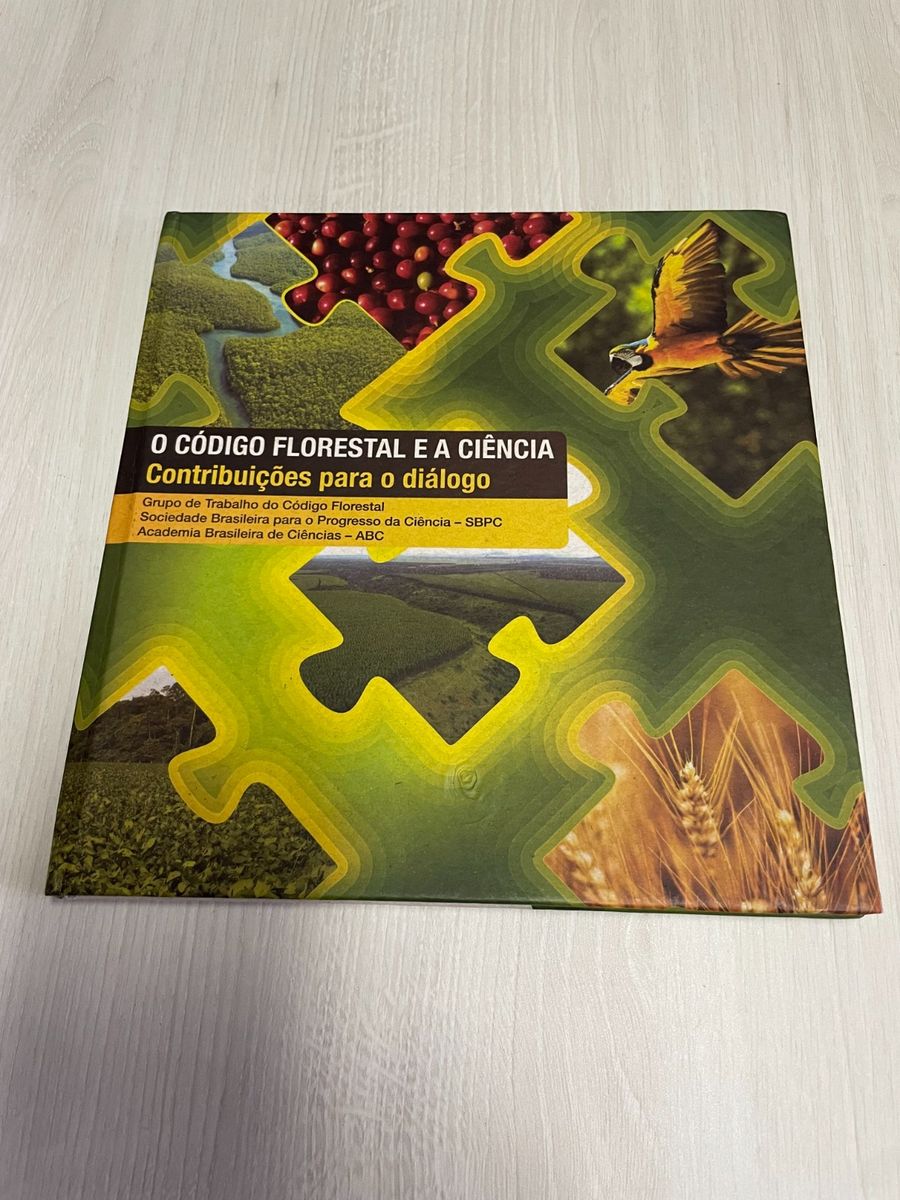 O CÓDIGO FLORESTAL E A CIÊNCIA
Contribuições para o diálogo
Grupo de Trabalho do Código Florestal
Sociedade Brasileira para o Progresso da Ciência – SBPC
Academia Brasileira de Ciências – ABC